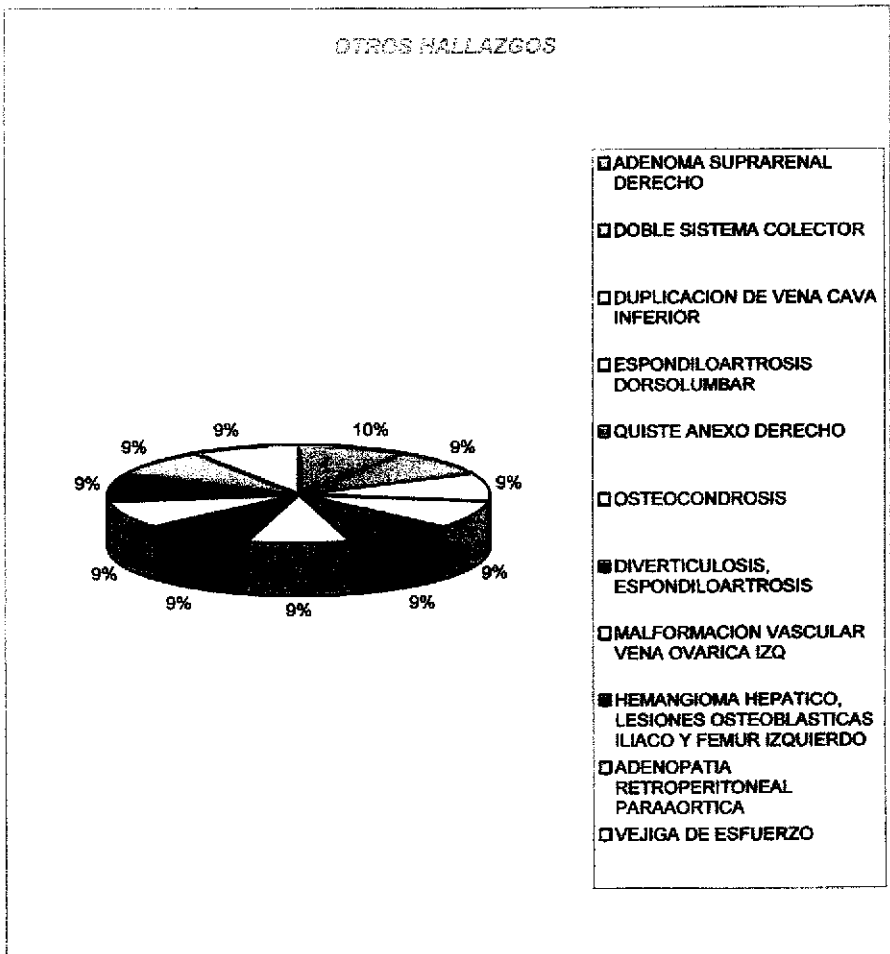 OTROS HALLAZGOS
ADENOMA SUPRARENAL
DERECHO
DOBLE SISTEMA COLECTOR
DUPLICACION DE VENA CAVA
INFERIOR
ESPONDILOARTROSIS
DORSOLUMBAR
QUISTE ANEXO DERECHO
OSTEOCONDROSIS
DIVERTICULOSIS,
ESPONDILOARTROSIS
MALFORMACION VASCULAR
VENA OVARICA IZQ
HEMANGIOMA HEPATICO,
LESIONES OSTEOBLASTICAS
ILIACO Y FEMUR IZQUIERDO
ADENOPATIA
RETROPERITONEAL
PARAAORTICA
VEJIGA DE ESFUERZO
10%
9%
9%
9%
9%
9%
9%
9%
9%
9%
9%